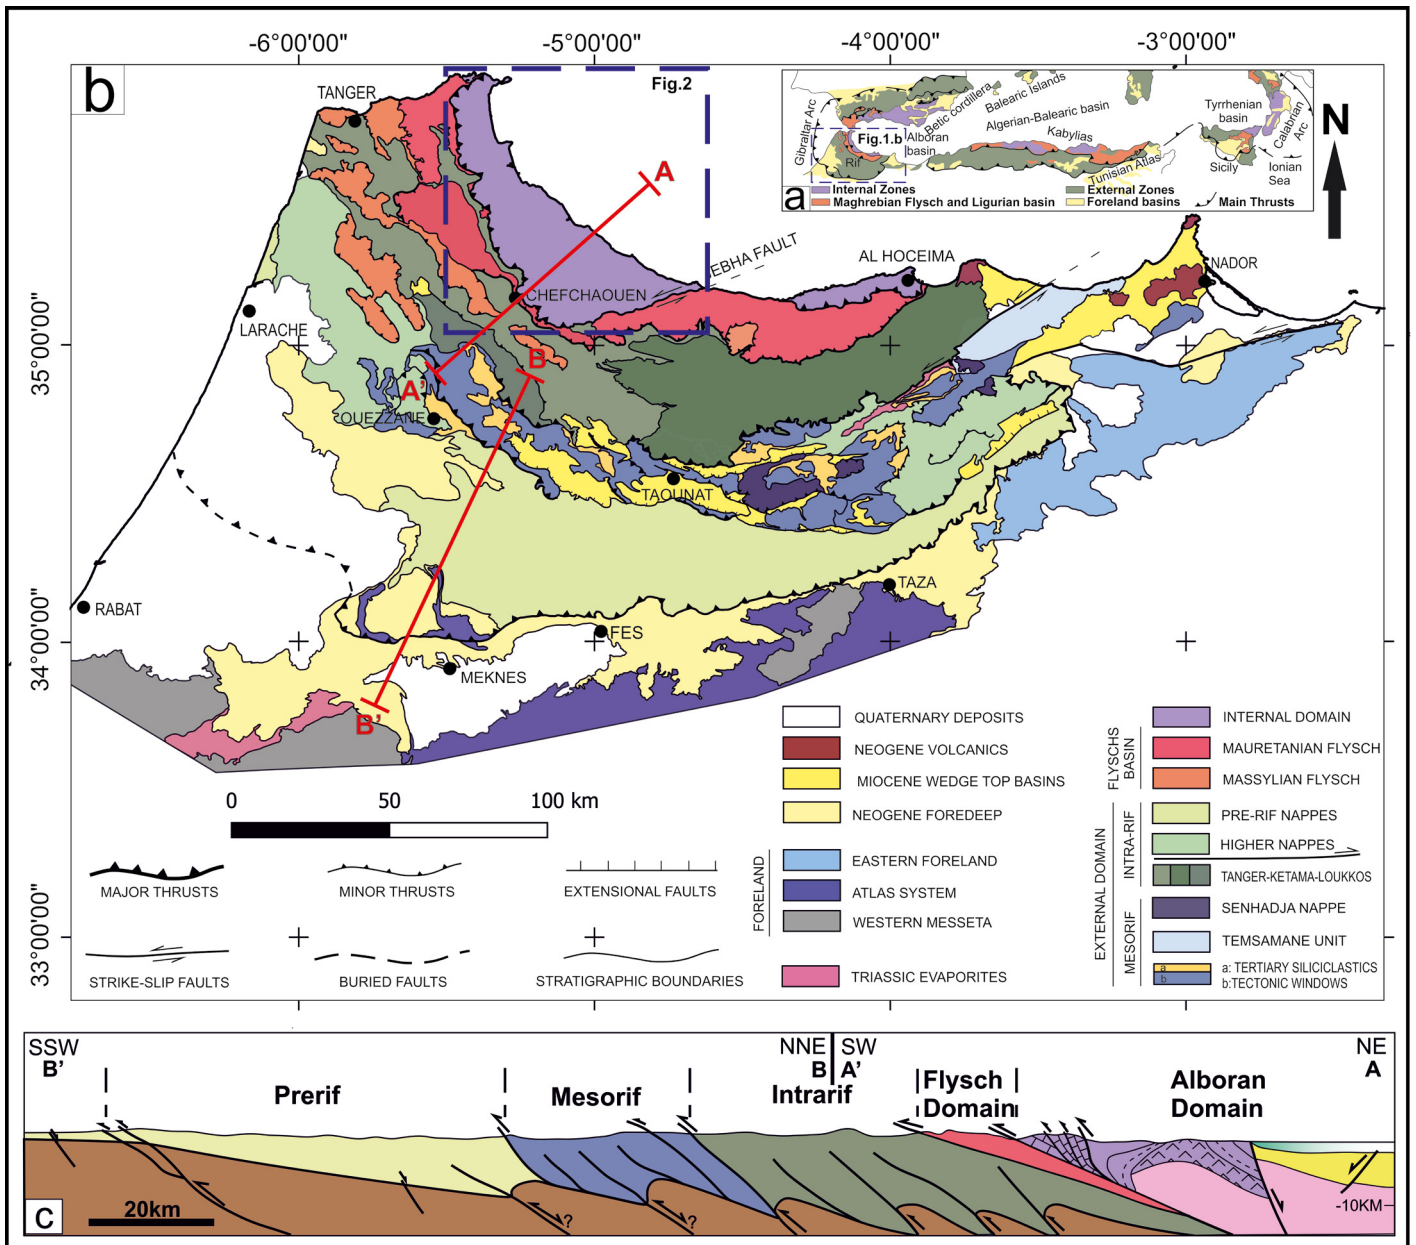 -6°00'00"
-5°00'00"
-4°00'00"
-3°00'00"
b
Fig.2
TANGER
A
EBHA FAULT
AL HOCEIMA
NADOR
CHEFCHAOUEN
LARACHE
B
A'
OUEZZANE
TAOUNAT
TAZA
RABAT
FES
MEKNES
B'
35°00'00"
34°00'00"
33°00'00"
N
a
Gibraltar Arc
Betic cordillera
Balearic Islands
Algerian-Balearic basin
Alboran
basin
Kabylias
Fig.1.b
Rif
Tunisian Atlas
Tyrrhenian
basin
Calabrian
Arc
Sicily
Ionian
Sea
Internal Zones
External Zones
Maghrebian Flysch and Ligurian basin
Foreland basins
Main Thrusts
0 50 100 km
MAJOR THRUSTS
MINOR THRUSTS
EXTENSIONAL FAULTS
STRIKE-SLIP FAULTS
BURIED FAULTS
STRATIGRAPHIC BOUNDARIES
QUATERNARY DEPOSITS
NEOGENE VOLCANICS
MIOCENE WEDGE TOP BASINS
NEOGENE FOREDEEP
FORELAND
EASTERN FORELAND
ATLAS SYSTEM
WESTERN MESSETA
TRIASSIC EVAPORITES
INTERNAL DOMAIN
FLYSCHS
BASIN
MAURETANIAN FLYSCH
MASSYLIAN FLYSCH
EXTERNAL DOMAIN
INTRA-RIF
PRE-RIF NAPPES
HIGHER NAPPES
TANGER-KETAMA-LOUKKOS
MESORIF
SENHADJA NAPPE
TEMSAMANE UNIT
a
b
a: TERTIARY SILICICLASTICS
b:TECTONIC WINDOWS
SSW
B'
NNE
B
SW
A'
NE
A
Prerif
Mesorif
Intrarif
Flysch
Domain
Alboran
Domain
?
?
-10KM
20km
c